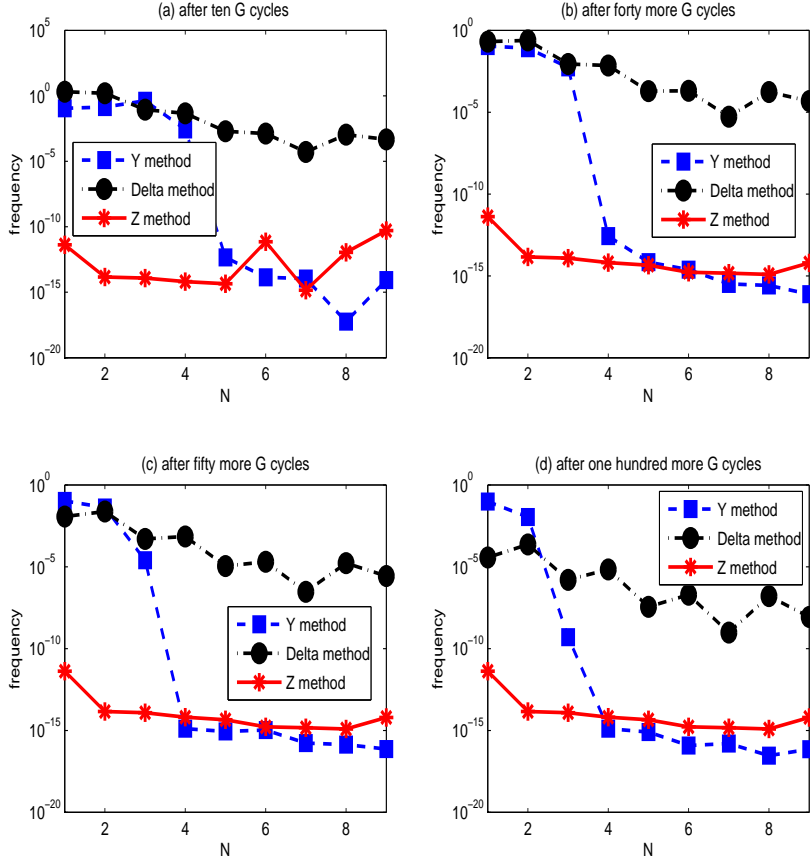 (a) after ten G cycles
10^5
10^0
10^-5
10^-10
10^-15
10^-20
frequency
Y method
Delta method
Z method
2 4 6 8
N
(b) after forty more G cycles
10^0
10^-5
10^-10
10^-15
10^-20
frequency
Y method
Delta method
Z method
2 4 6 8
N
(c) after fifty more G cycles
10^0
10^-5
10^-10
10^-15
10^-20
frequency
Y method
Delta method
Z method
2 4 6 8
N
(d) after one hundred more G cycles
10^0
10^-5
10^-10
10^-15
10^-20
frequency
Y method
Delta method
Z method
2 4 6 8
N